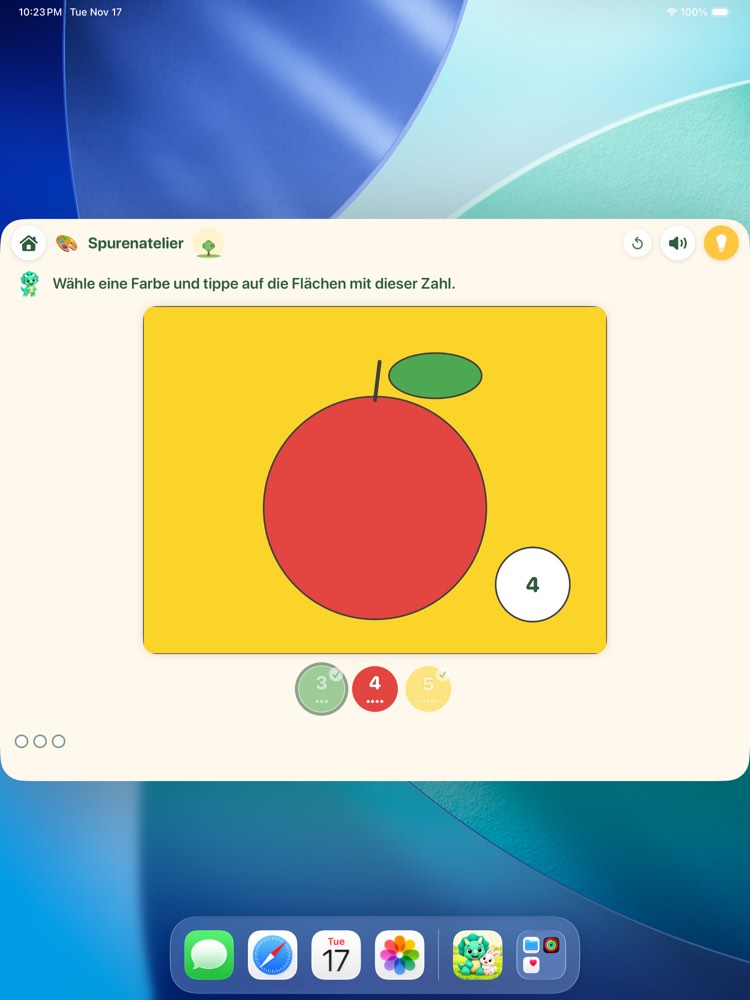 10:23 PM Tue Nov 17
100%
Spurenatelier
Wähle eine Farbe und tippe auf die Flächen mit dieser Zahl.
4
3
4
5
Tue
17